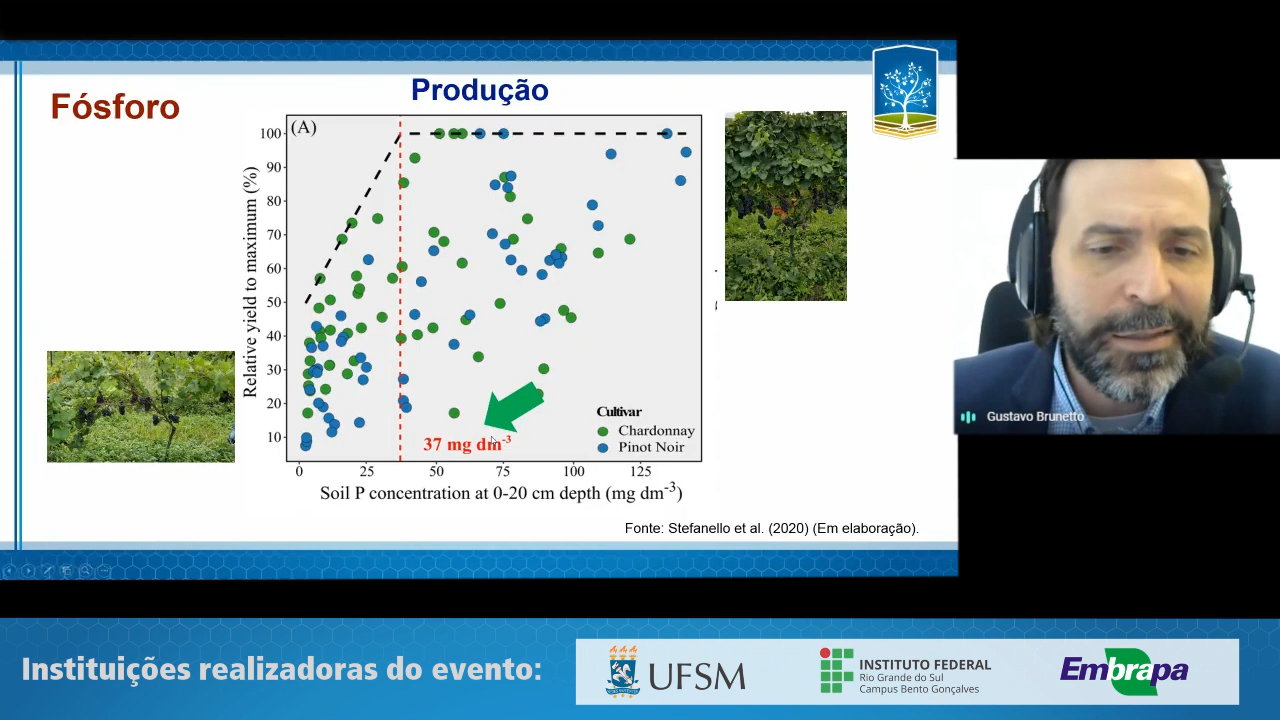 Fósforo
Produção
(A)
Relative yield to maximum (%)
100
90
80
70
60
50
40
30
20
10
0
25
50
75
100
125
Cultivar
Chardonnay
Pinot Noir
37 mg dm-3
Soil P concentration at 0-20 cm depth (mg dm-3)
Fonte: Stefanello et al. (2020) (Em elaboração).
Gustavo Brunetto
Instituições realizadoras do evento:
UFSM
INSTITUTO FEDERAL
Rio Grande do Sul
Campus Bento Gonçalves
Embrapa